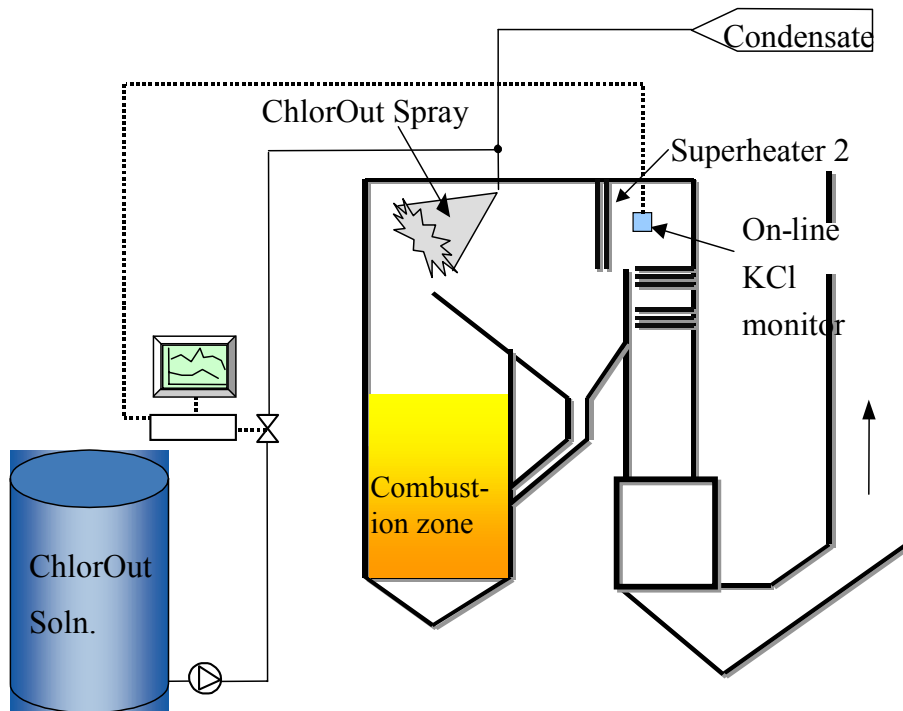 Condensate
ChlorOut Spray
Superheater 2
On-line
KCl
monitor
Combust-
ion zone
ChlorOut
Soln.